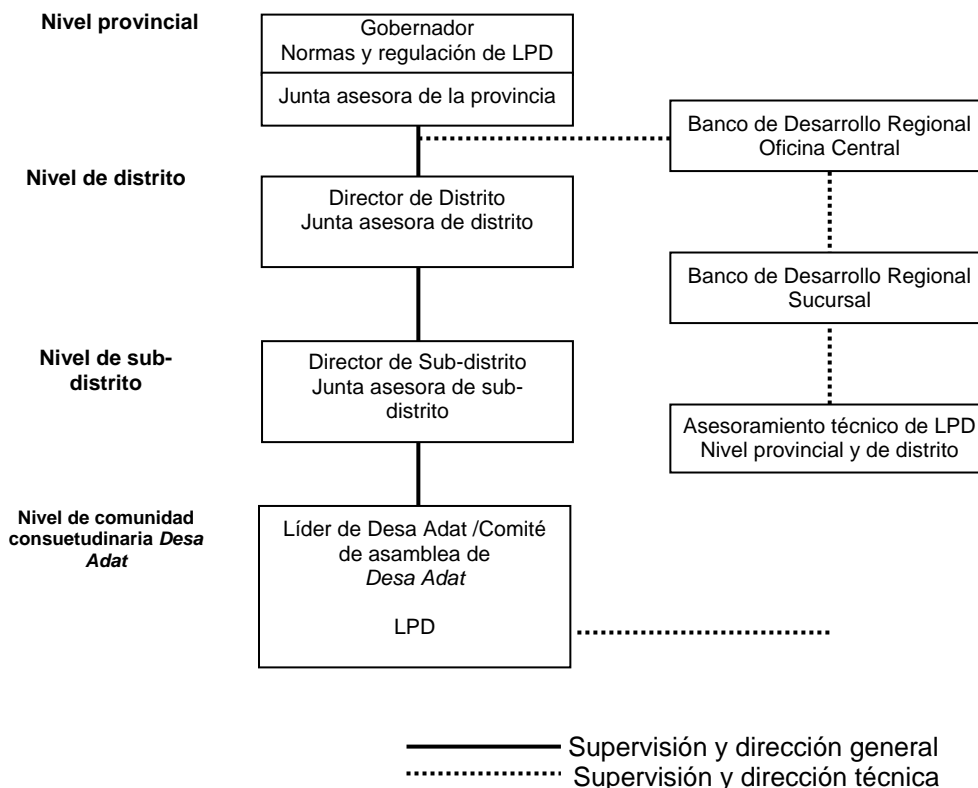 Nivel provincial
Gobernador
Normas y regulación de LPD
Junta asesora de la provincia
Banco de Desarrollo Regional
Oficina Central
Nivel de distrito
Director de Distrito
Junta asesora de distrito
Banco de Desarrollo Regional
Sucursal
Nivel de sub-
distrito
Director de Sub-distrito
Junta asesora de sub-
distrito
Asesoramiento técnico de LPD
Nivel provincial y de distrito
Nivel de comunidad
consuetudinaria Desa
Adat
Líder de Desa Adat /Comité
de asamblea de
Desa Adat
LPD
Supervisión y dirección general
Supervisión y dirección técnica